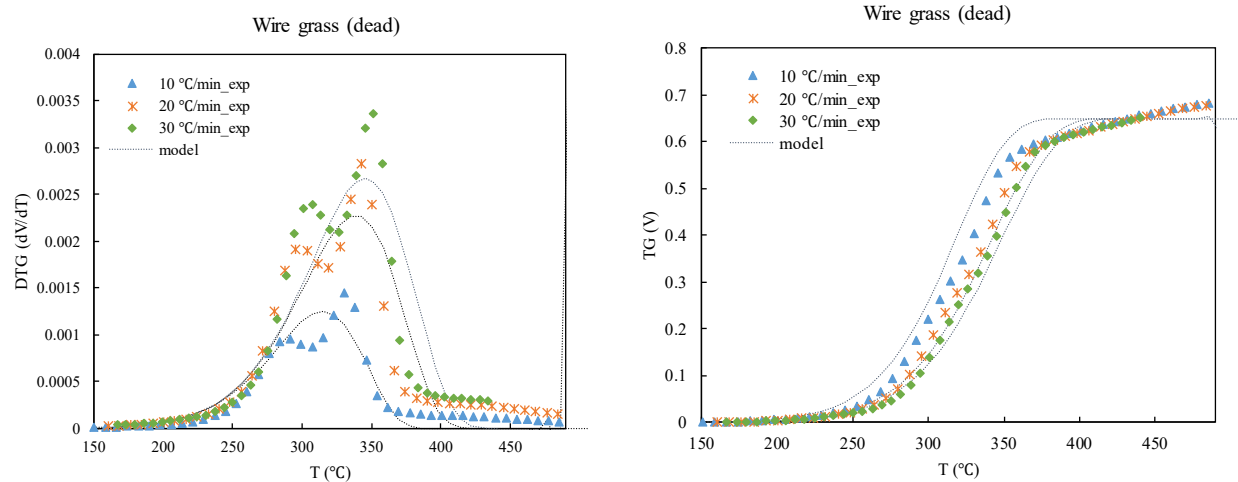 Wire grass (dead)
DTG (dV/dT)
0.004
0.0035
0.003
0.0025
0.002
0.0015
0.001
0.0005
0
10 ℃/min_exp
20 ℃/min_exp
30 ℃/min_exp
model
150 200 250 300 350 400 450
T (℃)
Wire grass (dead)
TG (V)
0.8
0.7
0.6
0.5
0.4
0.3
0.2
0.1
0.0
10 ℃/min_exp
20 ℃/min_exp
30 ℃/min_exp
model
150 200 250 300 350 400 450
T (℃)